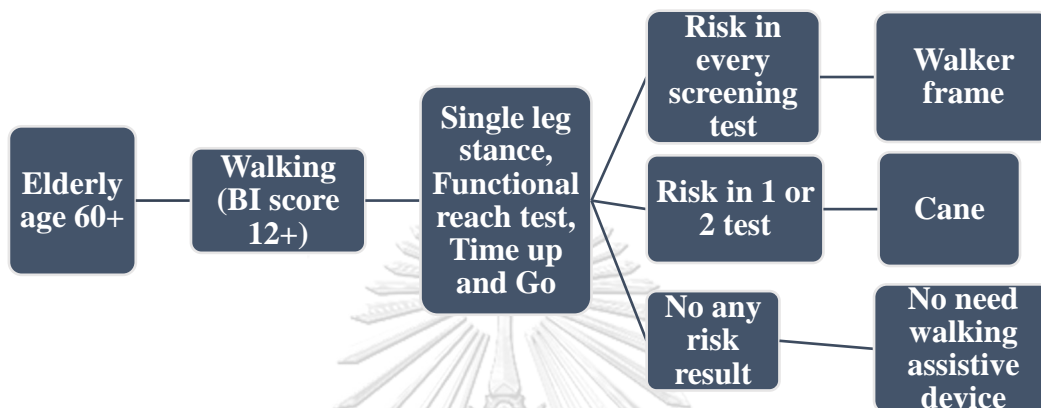 Elderly
age 60+
Walking
(BI score
12+)
Single leg
stance,
Functional
reach test,
Time up
and Go
Risk in
every
screening
test
Walker
frame
Risk in 1 or
2 test
Cane
No any
risk
result
No need
walking
assistive
device